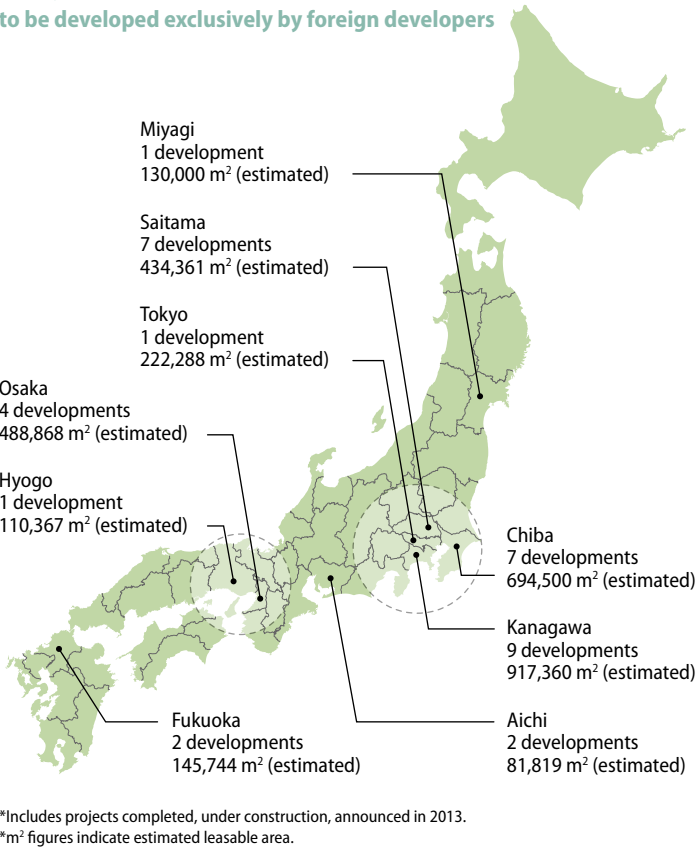 to be developed exclusively by foreign developers
Miyagi
1 development
130,000 m² (estimated)
Saitama
7 developments
434,361 m² (estimated)
Tokyo
1 development
222,288 m² (estimated)
Osaka
4 developments
488,868 m² (estimated)
Hyogo
1 development
110,367 m² (estimated)
Chiba
7 developments
694,500 m² (estimated)
Kanagawa
9 developments
917,360 m² (estimated)
Fukuoka
2 developments
145,744 m² (estimated)
Aichi
2 developments
81,819 m² (estimated)
*Includes projects completed, under construction, announced in 2013.
*m² figures indicate estimated leasable area.